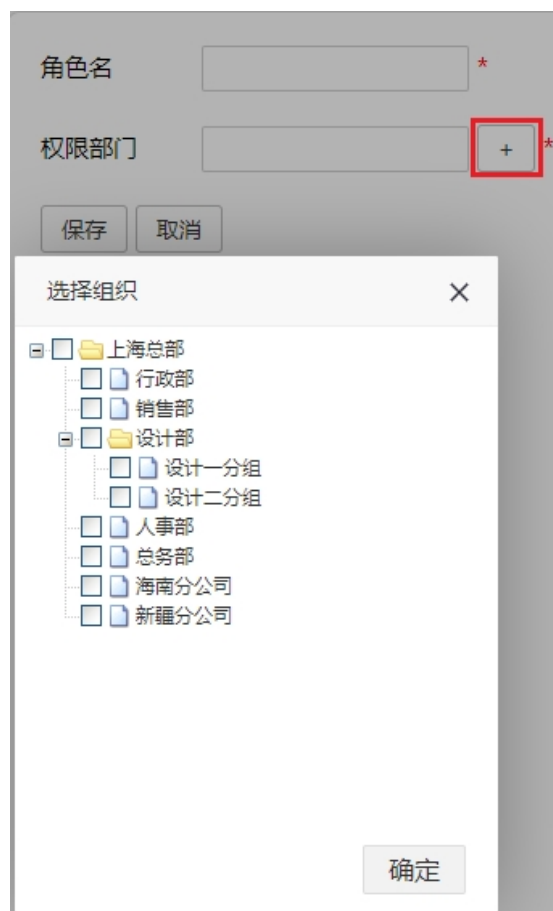 角色名 *
权限部门 + *
保存 取消
选择组织 ×
上海总部
行政部
销售部
设计部
设计一分组
设计二分组
人事部
总务部
海南分公司
新疆分公司
确定